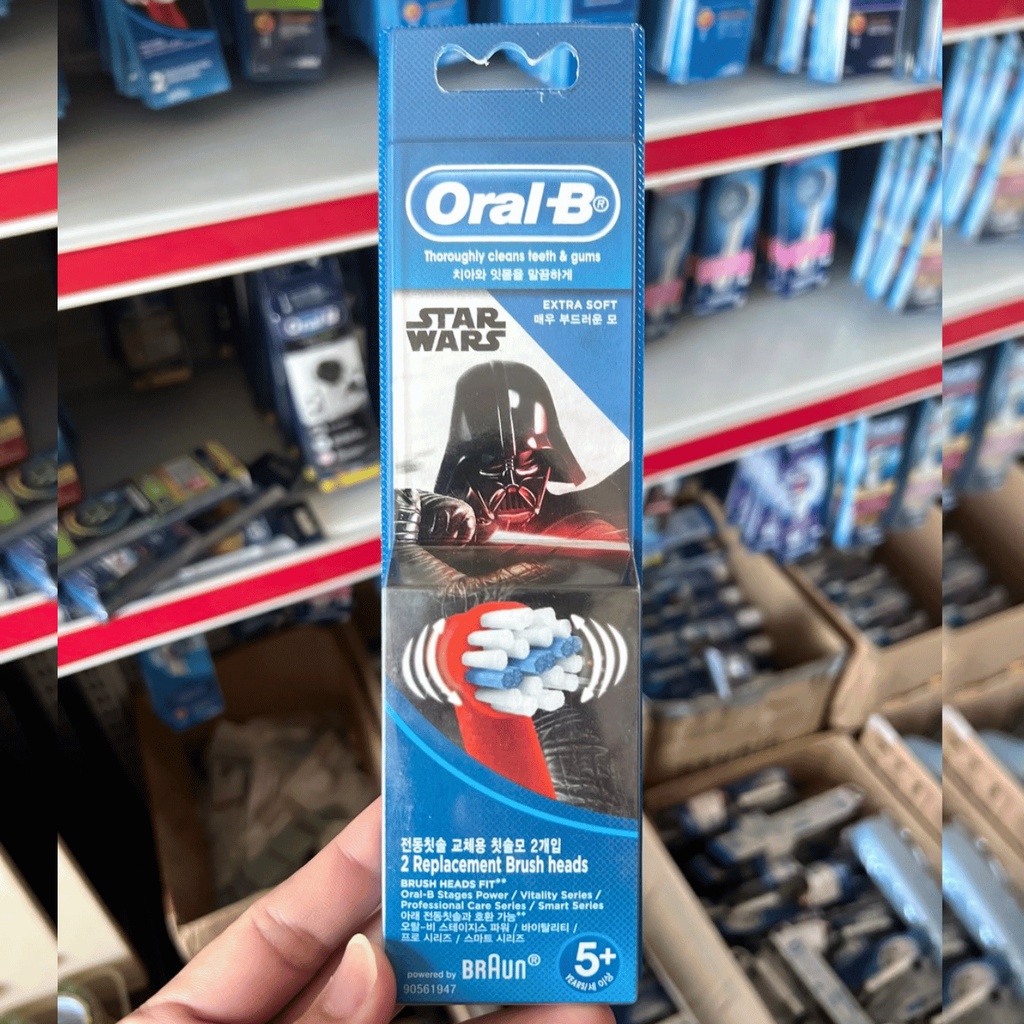 Oral-B®
Thoroughly cleans teeth & gums
치아와 잇몸을 말끔하게
EXTRA SOFT
매우 부드러운 모
STAR
WARS
전동칫솔 교체용 칫솔모 2개입
2 Replacement Brush heads
BRUSH HEADS FIT**
Oral-B Stages Power / Vitality Series /
Professional Care Series / Smart Series
아래 전동칫솔과 호환 가능**
오랄-비 스테이지스 파워 / 바이탈리티 /
프로 시리즈 / 스마트 시리즈
powered by BRAUN®
5+
YEARS/세 이상
90561947
Oral-B